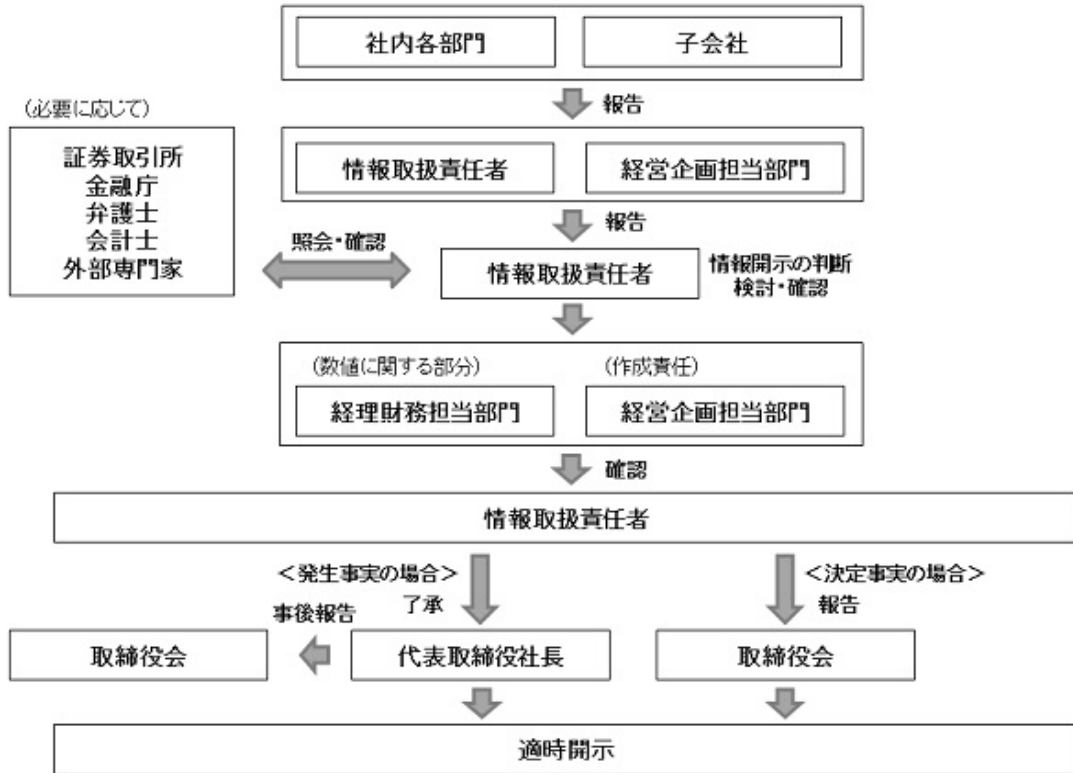 社内各部門
子会社
報告
(必要に応じて)
証券取引所
金融庁
弁護士
会計士
外部専門家
情報取扱責任者
経営企画担当部門
報告
照会・確認
情報取扱責任者
情報開示の判断
検討・確認
(数値に関する部分)
(作成責任)
経理財務担当部門
経営企画担当部門
確認
情報取扱責任者
<発生事実の場合>
了承
<決定事実の場合>
報告
事後報告
取締役会
代表取締役社長
取締役会
適時開示